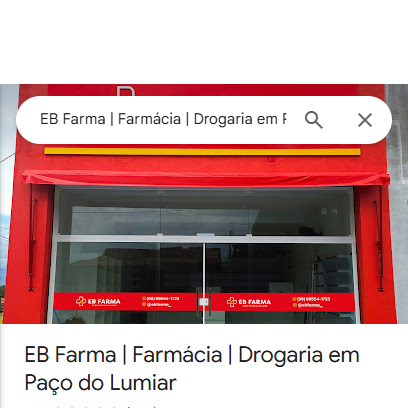 EB Farma | Farmácia | Drogaria em P
EB FARMA
(98) 98554-1723
@ebfarma_
EB FARMA
(98) 98554-1723
@ebfarma_
EB Farma | Farmácia | Drogaria em
Paço do Lumiar